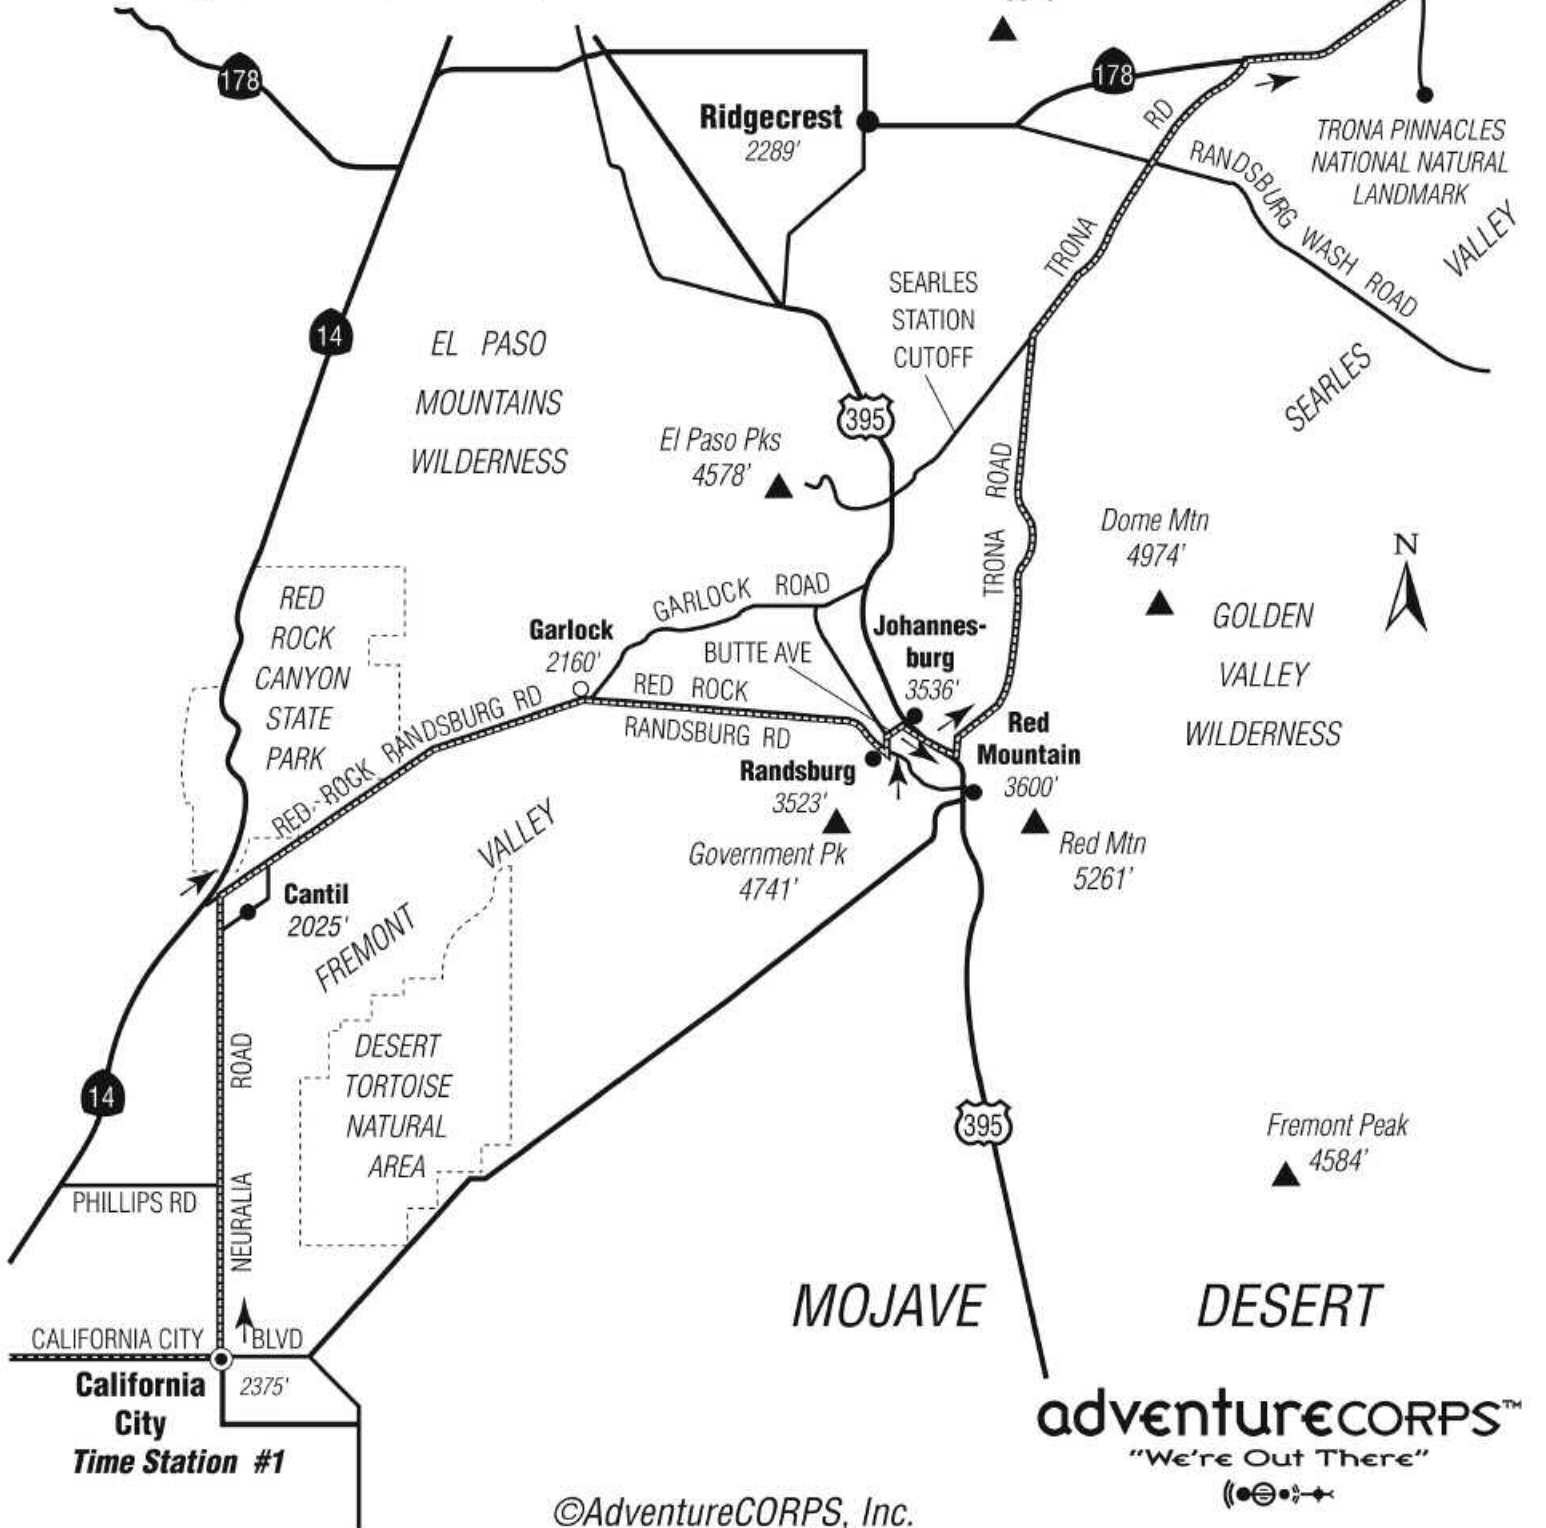 178
178
Ridgecrest
2289'
RD
TRONA
TRONA PINNACLES
NATIONAL NATURAL
LANDMARK
RANDSBURG WASH ROAD
VALLEY
SEARLES
14
EL PASO
MOUNTAINS
WILDERNESS
SEARLES
STATION
CUTOFF
395
El Paso Pks
4578'
TRONA ROAD
Dome Mtn
4974'
N
GOLDEN
VALLEY
WILDERNESS
RED
ROCK
CANYON
STATE
PARK
GARLOCK ROAD
Garlock
2160'
BUTTE AVE
Johannes-
burg
3536'
RED ROCK
RANDSBURG RD
RED ROCK RANDSBURG RD
Randsburg
3523'
Red
Mountain
3600'
Government Pk
4741'
Red Mtn
5261'
Cantil
2025'
VALLEY
FREMONT
DESERT
TORTOISE
NATURAL
AREA
14
ROAD
NEURALIA
PHILLIPS RD
395
Fremont Peak
4584'
MOJAVE DESERT
CALIFORNIA CITY BLVD
California
City
2375'
Time Station #1
adventureCORPS™
"We're Out There"
©AdventureCORPS, Inc.